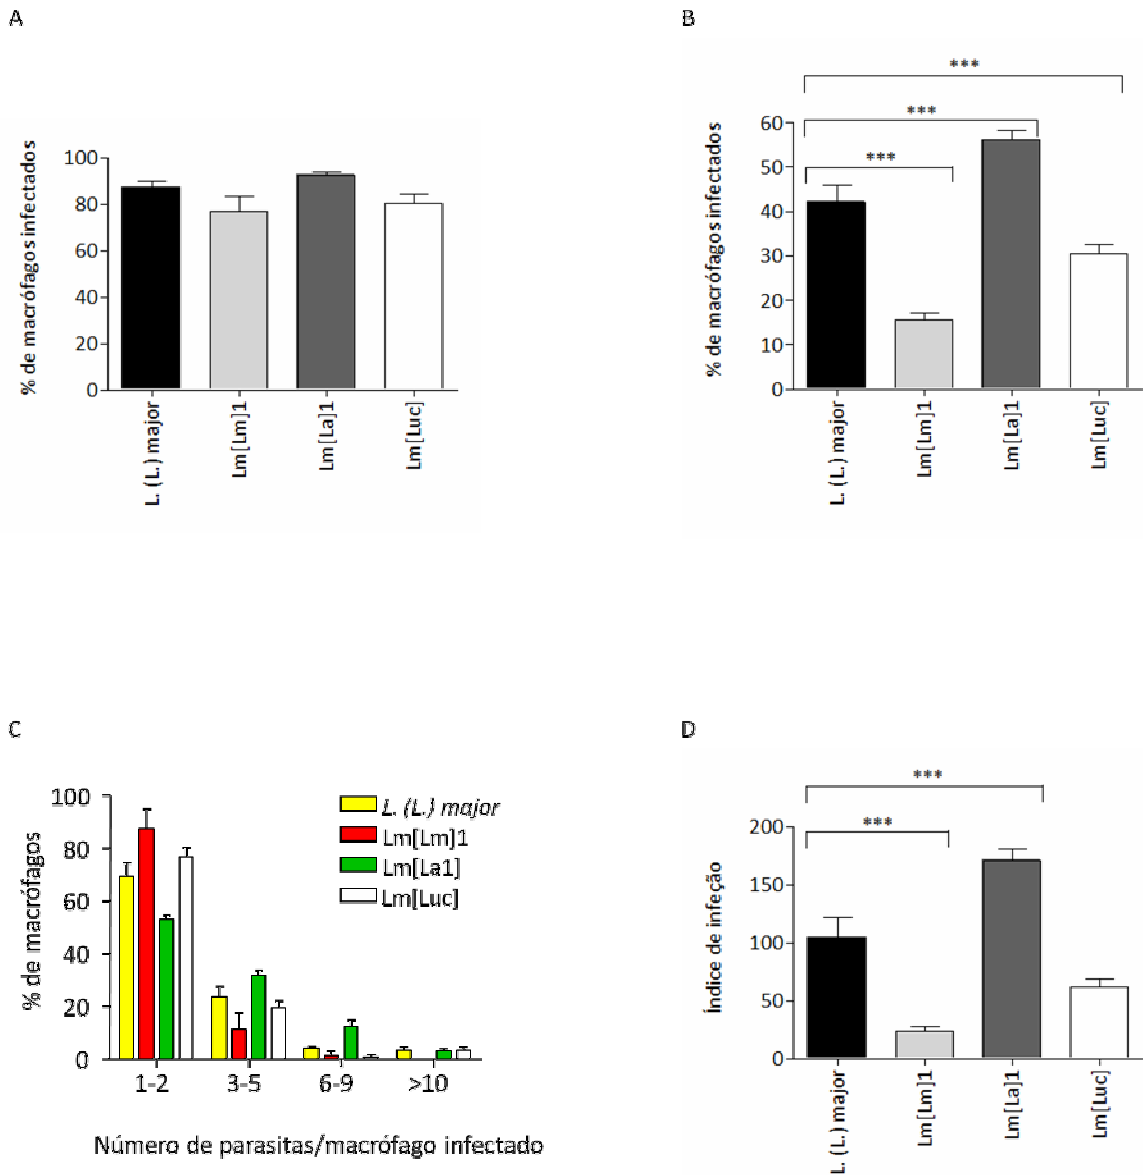 A
% de macrófagos infectados
100
80
60
40
20
0
L. (L.) major
Lm[Lm]1
Lm[La]1
Lm[Luc]
B
***
***
***
% de macrófagos infectados
60
50
40
30
20
10
0
L. (L.) major
Lm[Lm]1
Lm[La]1
Lm[Luc]
C
% de macrófagos
100
80
60
40
20
0
L. (L.) major
Lm[Lm]1
Lm[La1]
Lm[Luc]
1-2
3-5
6-9
>10
Número de parasitas/macrófago infectado
D
***
***
Índice de infeção
200
150
100
50
0
L. (L.) major
Lm[Lm]1
Lm[La]1
Lm[Luc]